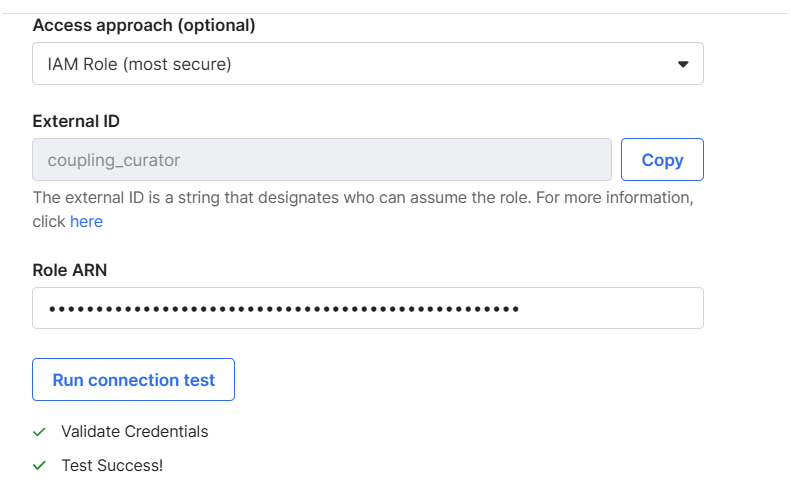 Access approach (optional)
IAM Role (most secure)
External ID
coupling_curator
Copy
The external ID is a string that designates who can assume the role. For more information,
click here
Role ARN
••••••••••••••••••••••••••••••••••••••••••••••••••
Run connection test
Validate Credentials
Test Success!